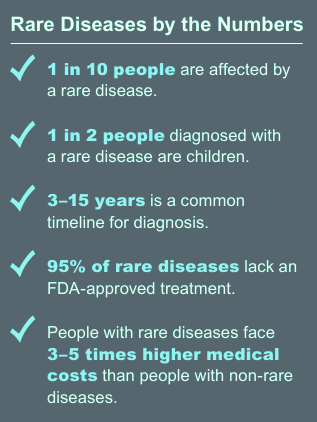 Rare Diseases by the Numbers
1 in 10 people are affected by
a rare disease.
1 in 2 people diagnosed with
a rare disease are children.
3–15 years is a common
timeline for diagnosis.
95% of rare diseases lack an
FDA-approved treatment.
People with rare diseases face
3–5 times higher medical
costs than people with non-rare
diseases.